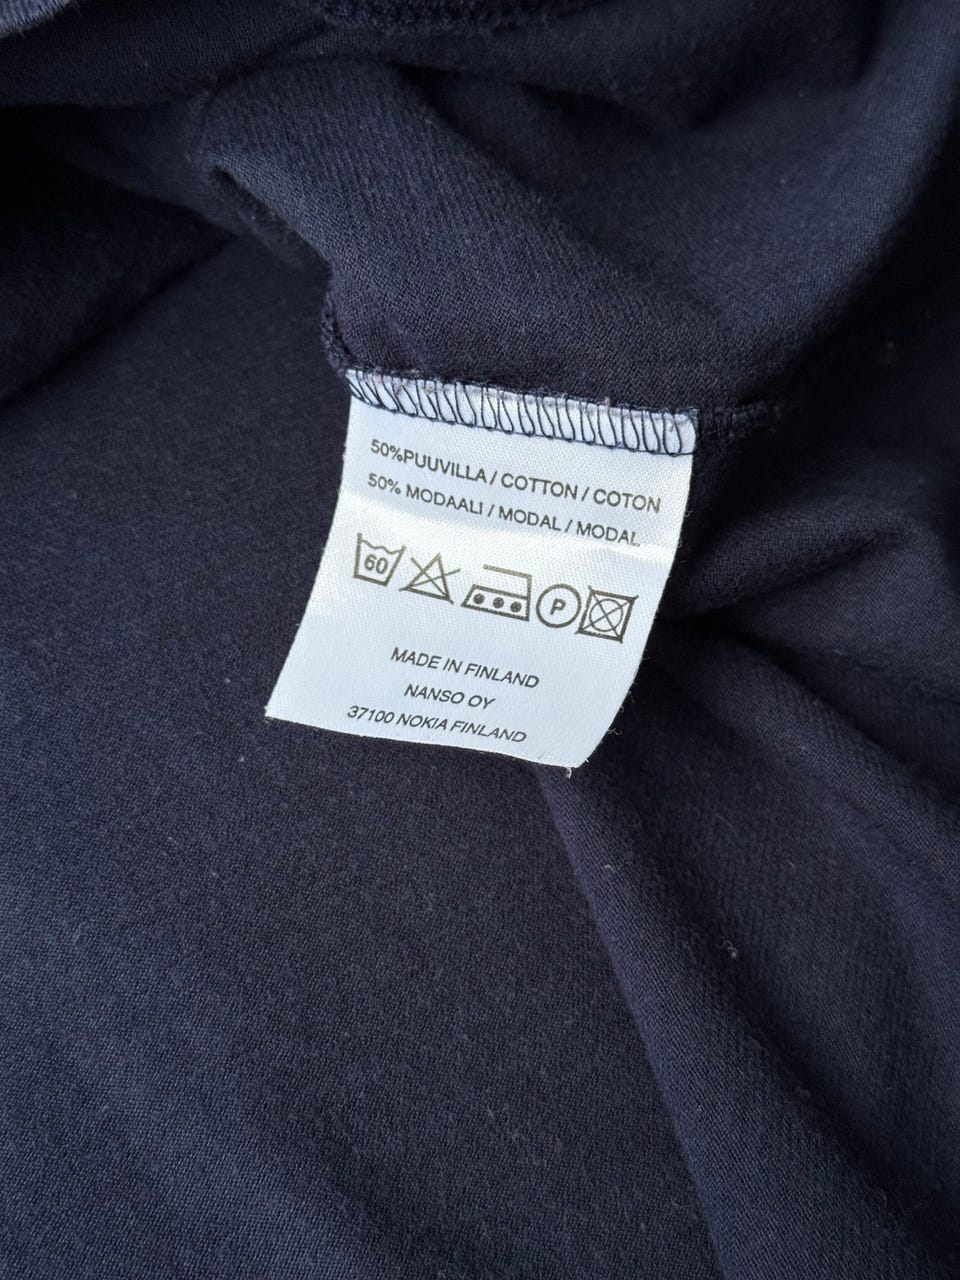 50%PUUVILLA / COTTON / COTON
50% MODAALI / MODAL / MODAL
60 P
MADE IN FINLAND
NANSO OY
37100 NOKIA FINLAND